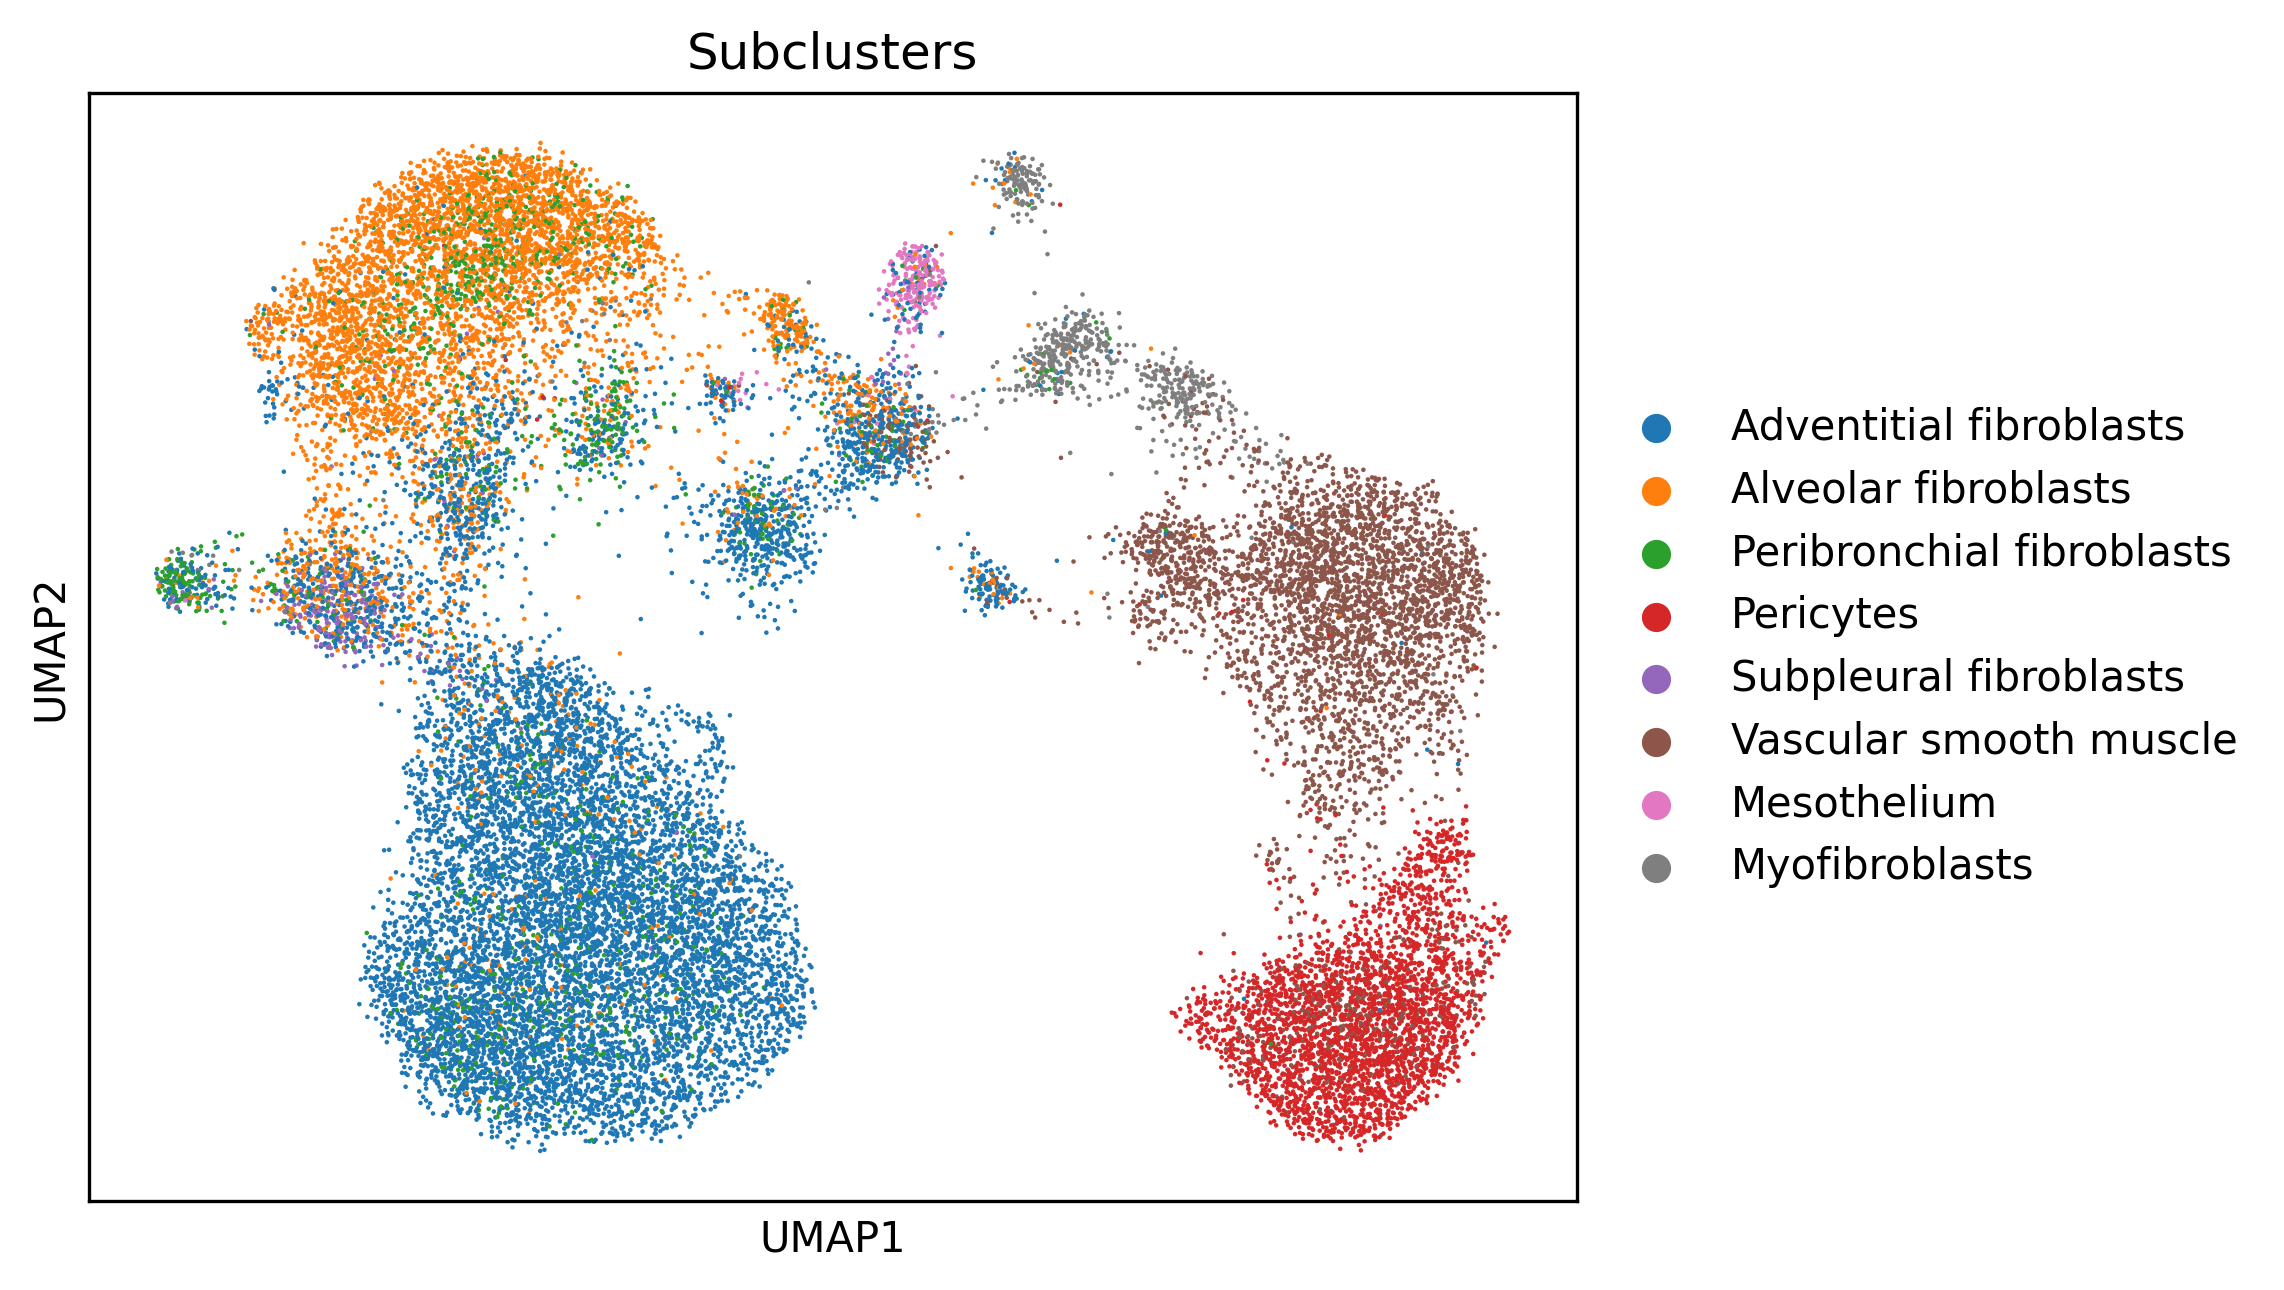 Subclusters
UMAP2
UMAP1
Adventitial fibroblasts
Alveolar fibroblasts
Peribronchial fibroblasts
Pericytes
Subpleural fibroblasts
Vascular smooth muscle
Mesothelium
Myofibroblasts